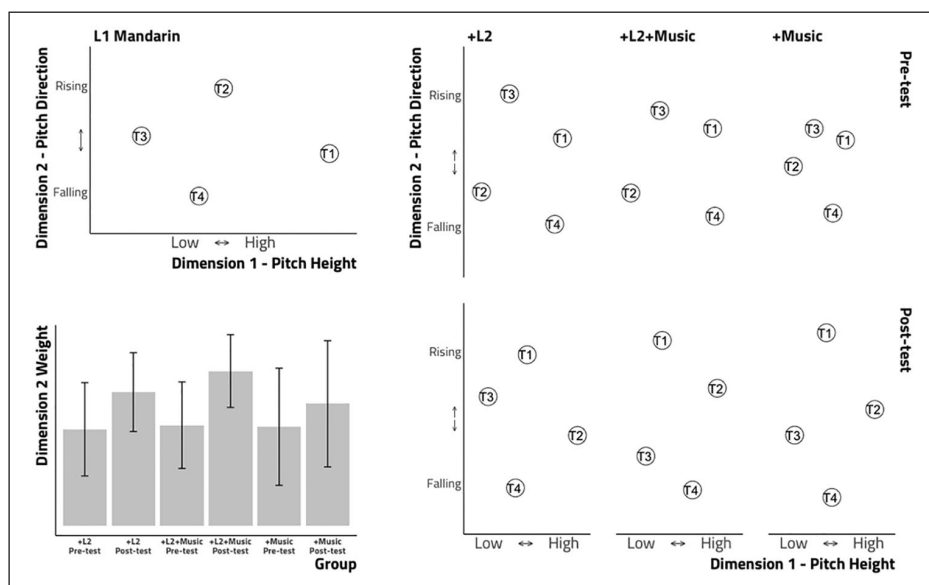 L1 Mandarin
Dimension 2 - Pitch Direction
Rising
Falling
T2
T3
T1
T4
Low ↔ High
Dimension 1 - Pitch Height
+L2 +L2+Music +Music
Pre-test
Dimension 2 - Pitch Direction
Rising
Falling
T3
T1
T2
T4
T3
T1
T2
T4
T3
T1
T2
T4
Dimension 2 Weight
+L2 Pre-test
+L2 Post-test
+L2+Music Pre-test
+L2+Music Post-test
+Music Pre-test
+Music Post-test
Group
Post-test
Rising
Falling
T1
T3
T2
T4
T1
T2
T3
T4
T1
T2
T3
T4
Low ↔ High Low ↔ High Low ↔ High
Dimension 1 - Pitch Height